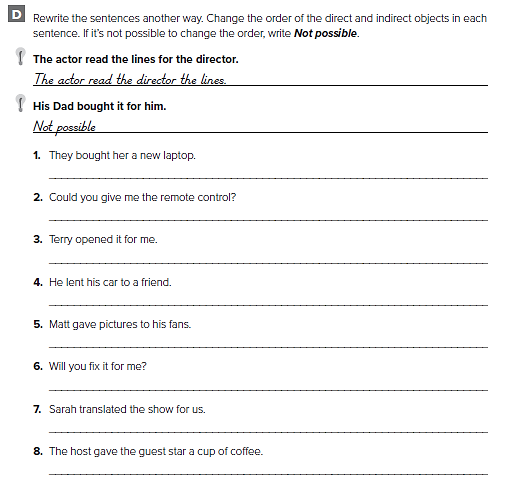 D Rewrite the sentences another way. Change the order of the direct and indirect objects in each
sentence. If it's not possible to change the order, write Not possible.
The actor read the lines for the director.
The actor read the director the lines.
His Dad bought it for him.
Not possible
1. They bought her a new laptop.
2. Could you give me the remote control?
3. Terry opened it for me.
4. He lent his car to a friend.
5. Matt gave pictures to his fans.
6. Will you fix it for me?
7. Sarah translated the show for us.
8. The host gave the guest star a cup of coffee.